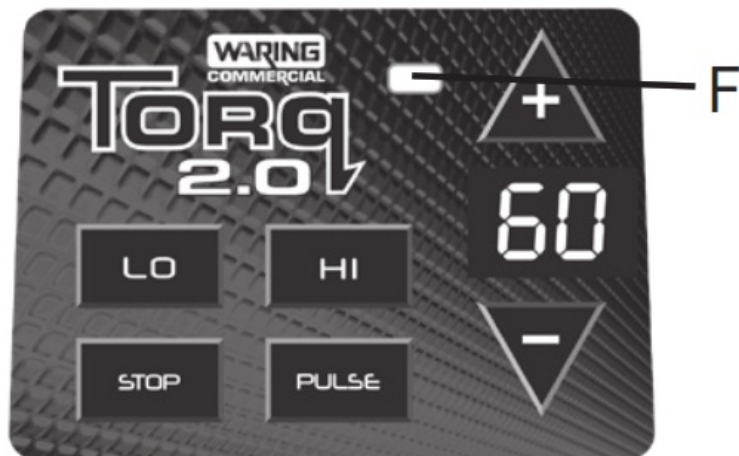 WARING
COMMERCIAL
TORQ
2.0
F
+
60
LO
HI
−
STOP
PULSE